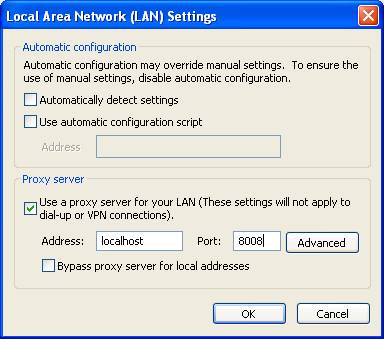 Local Area Network (LAN) Settings
Automatic configuration
Automatic configuration may override manual settings. To ensure the
use of manual settings, disable automatic configuration.
Automatically detect settings
Use automatic configuration script
Address
Proxy server
Use a proxy server for your LAN (These settings will not apply to
dial-up or VPN connections).
Address: localhost Port: 8008 Advanced
Bypass proxy server for local addresses
OK Cancel